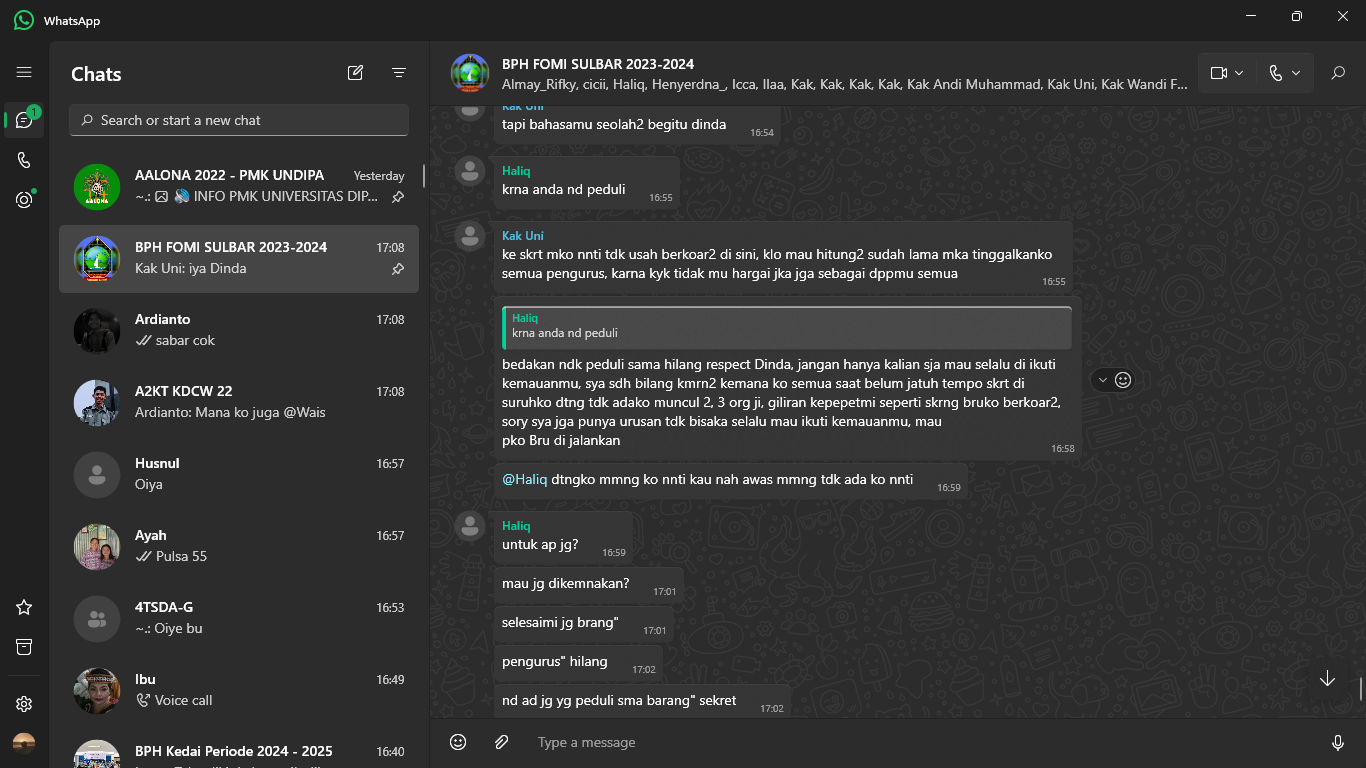 WhatsApp
Chats
Search or start a new chat
1
AALONA 2022 - PMK UNDIPA
Yesterday
~.: INFO PMK UNIVERSITAS DIP...
BPH FOMI SULBAR 2023-2024
17:08
Kak Uni: iya Dinda
Ardianto
17:08
sabar cok
A2KT KDCW 22
17:08
Ardianto: Mana ko juga @Wais
Husnul
16:57
Oiya
Ayah
16:57
Pulsa 55
4TSDA-G
16:53
~.: Oiye bu
Ibu
16:49
Voice call
BPH Kedai Periode 2024 - 2025
16:40
BPH FOMI SULBAR 2023-2024
Almay_Rifky, cicii, Haliq, Henyerdna_, Icca, Ilaa, Kak, Kak, Kak, Kak, Kak Andi Muhammad, Kak Uni, Kak Wandi F...
Kak Uni
tapi bahasamu seolah2 begitu dinda
16:54
Haliq
krna anda nd peduli
16:55
Kak Uni
ke skrt mko nnti tdk usah berkoar2 di sini, klo mau hitung2 sudah lama mka tinggalkanko
semua pengurus, karna kyk tidak mu hargai jka jga sebagai dppmu semua
16:55
Haliq
krna anda nd peduli
bedakan ndk peduli sama hilang respect Dinda, jangan hanya kalian sja mau selalu di ikuti
kemauanmu, sya sdh bilang kmrn2 kemana ko semua saat belum jatuh tempo skrt di
suruhko dtng tdk adako muncul 2, 3 org ji, giliran kepepetmi seperti skrng bruko berkoar2,
sory sya jga punya urusan tdk bisaka selalu mau ikuti kemauanmu, mau
pko Bru di jalankan
16:58
@Haliq dtngko mmng ko nnti kau nah awas mmng tdk ada ko nnti
16:59
Haliq
untuk ap jg?
16:59
mau jg dikemnakan?
17:01
selesaimi jg brang"
17:01
pengurus" hilang
17:02
nd ad jg yg peduli sma barang" sekret
17:02
Type a message